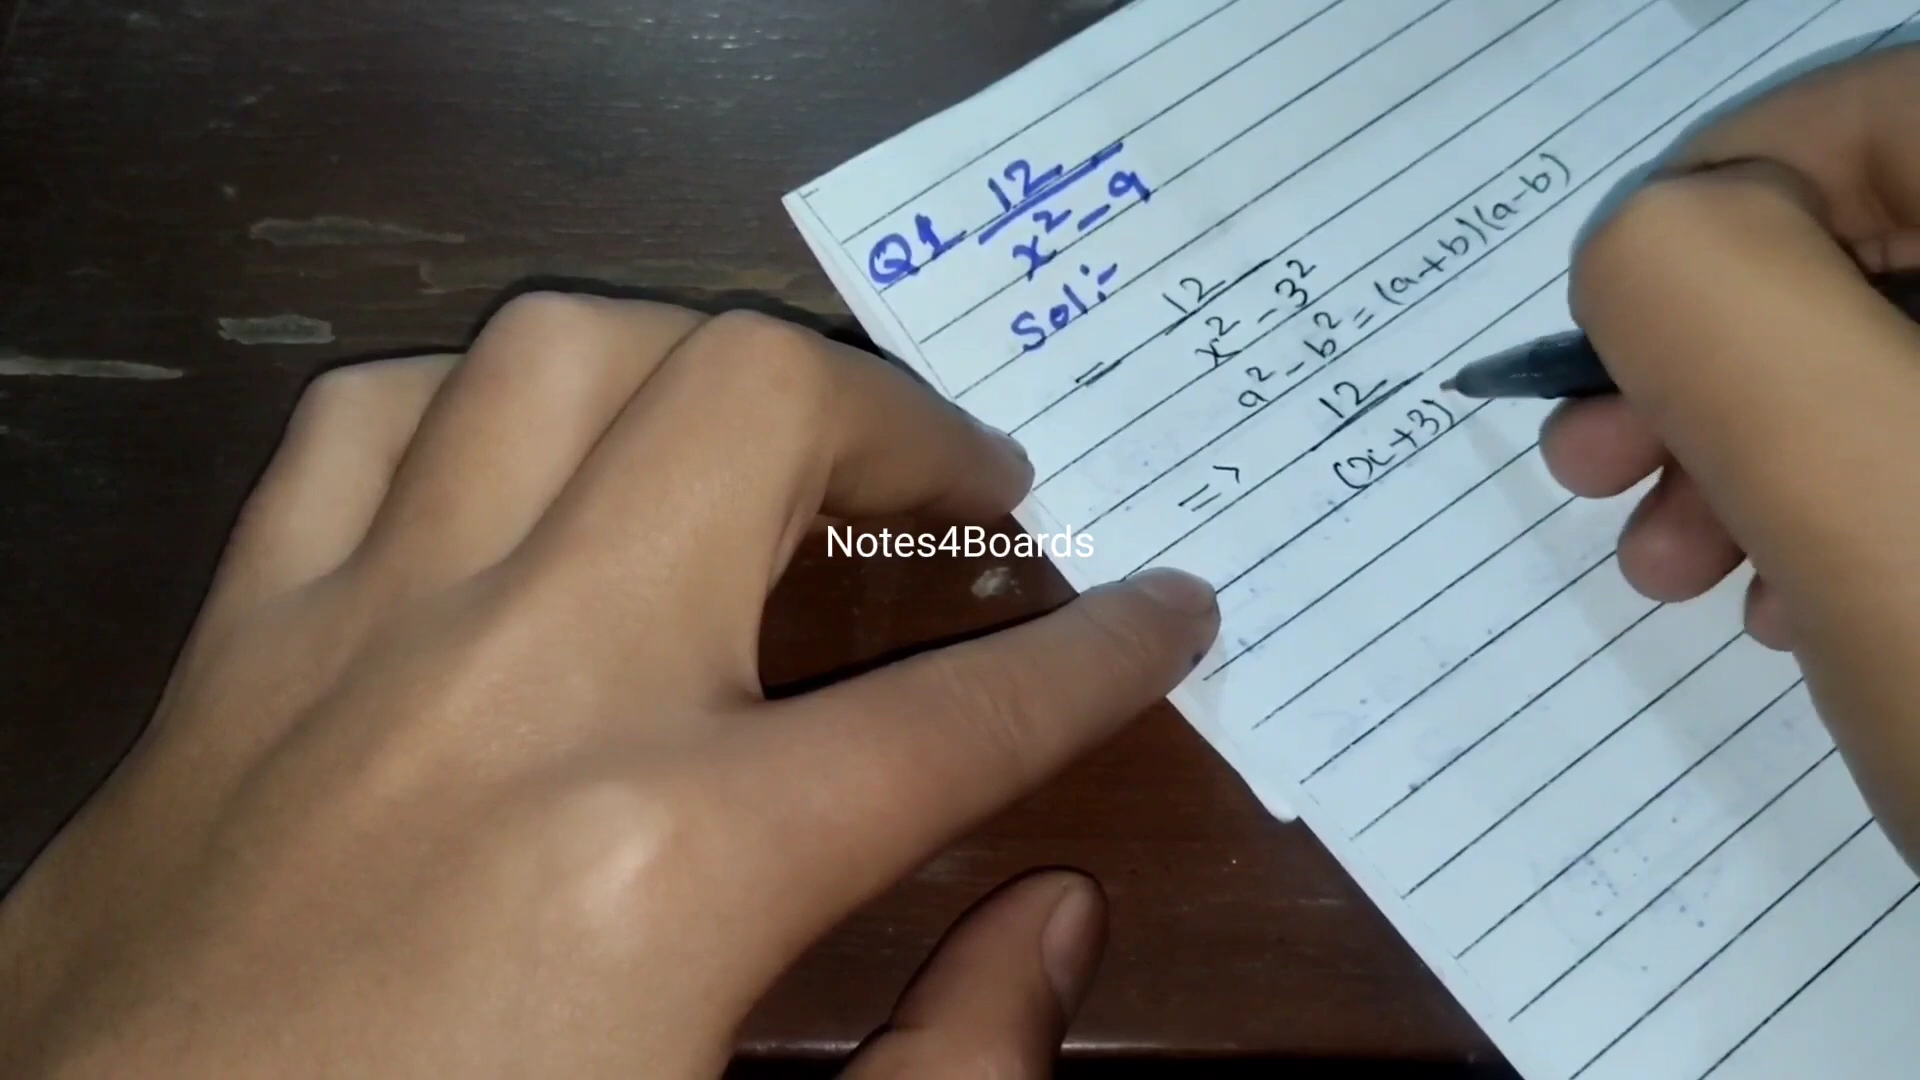 Q1 12/x² - 9
Sol:-
= 12/x² - 3²
a² - b² = (a+b)(a-b)
=> 12/(x+3)
Notes4Boards